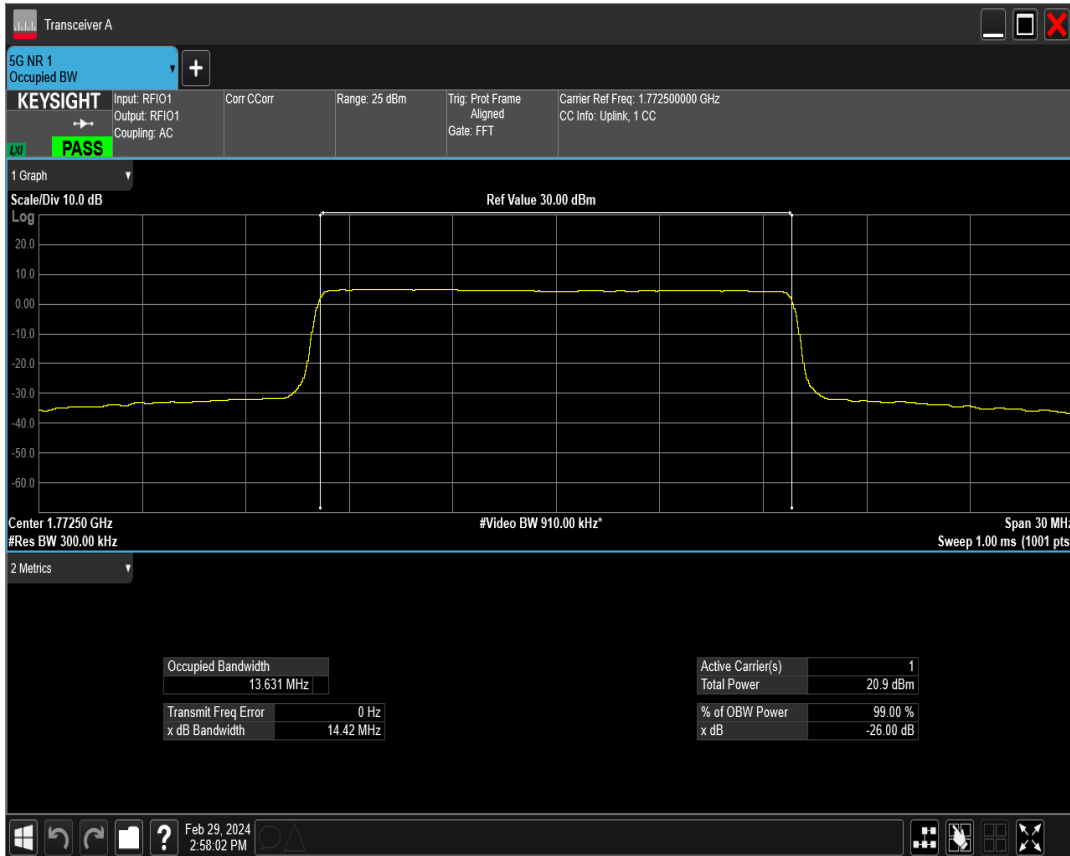 Transceiver A
5G NR 1
Occupied BW
+
KEYSIGHT
LXI
PASS
Input: RFIO1
Output: RFIO1
Coupling: AC
Corr CCorr
Range: 25 dBm
Trig: Prot Frame
Aligned
Gate: FFT
Carrier Ref Freq: 1.772500000 GHz
CC Info: Uplink, 1 CC
1 Graph
Scale/Div 10.0 dB
Ref Value 30.00 dBm
Log
20.0
10.0
0.00
-10.0
-20.0
-30.0
-40.0
-50.0
-60.0
Center 1.77250 GHz
#Video BW 910.00 kHz*
Span 30 MHz
#Res BW 300.00 kHz
Sweep 1.00 ms (1001 pts
2 Metrics
Occupied Bandwidth
13.631 MHz
Transmit Freq Error 0 Hz
x dB Bandwidth 14.42 MHz
Active Carrier(s) 1
Total Power 20.9 dBm
% of OBW Power 99.00 %
x dB -26.00 dB
?
Feb 29, 2024
2:58:02 PM